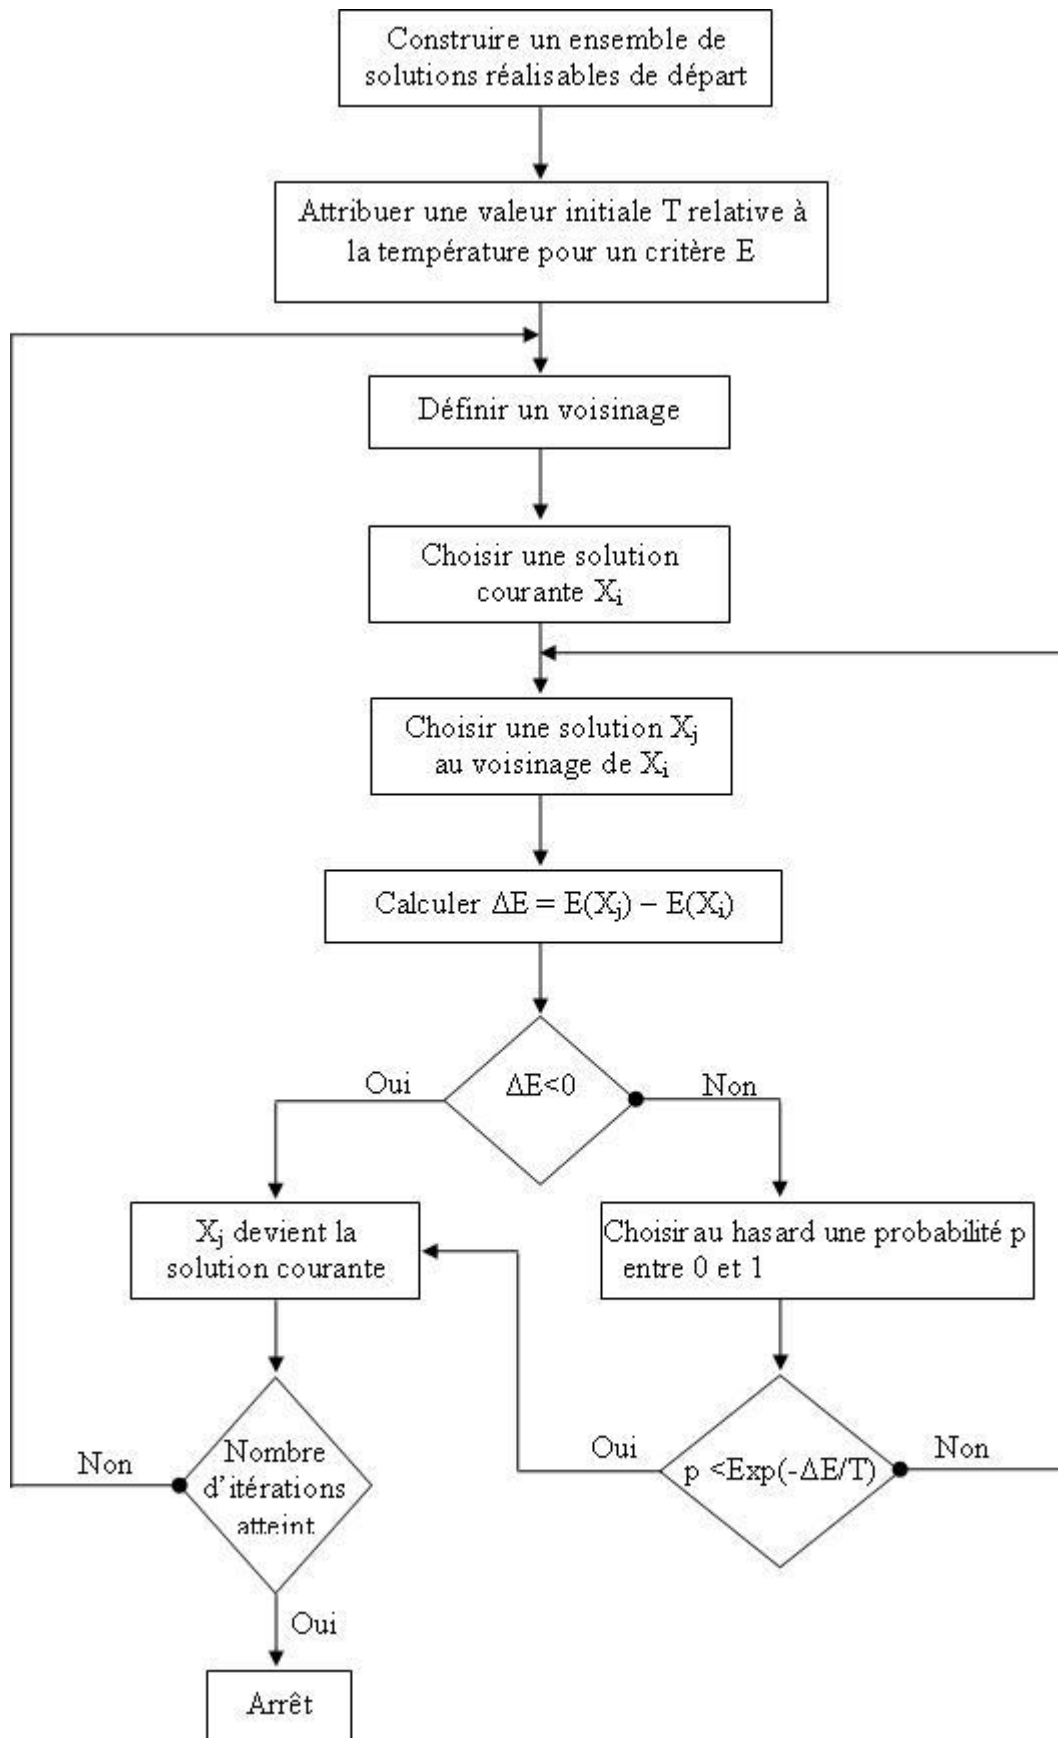 Construire un ensemble de
solutions réalisables de départ
Attribuer une valeur initiale T relative à
la température pour un critère E
Définir un voisinage
Choisir une solution
courante Xi
Choisir une solution Xj
au voisinage de Xi
Calculer ΔE = E(Xj) – E(Xi)
Oui
ΔE<0
Non
Xj devient la
solution courante
Choisir au hasard une probabilité p
entre 0 et 1
Non
Nombre
d'itérations
atteint
Oui
p <Exp(-ΔE/T)
Non
Oui
Arrêt